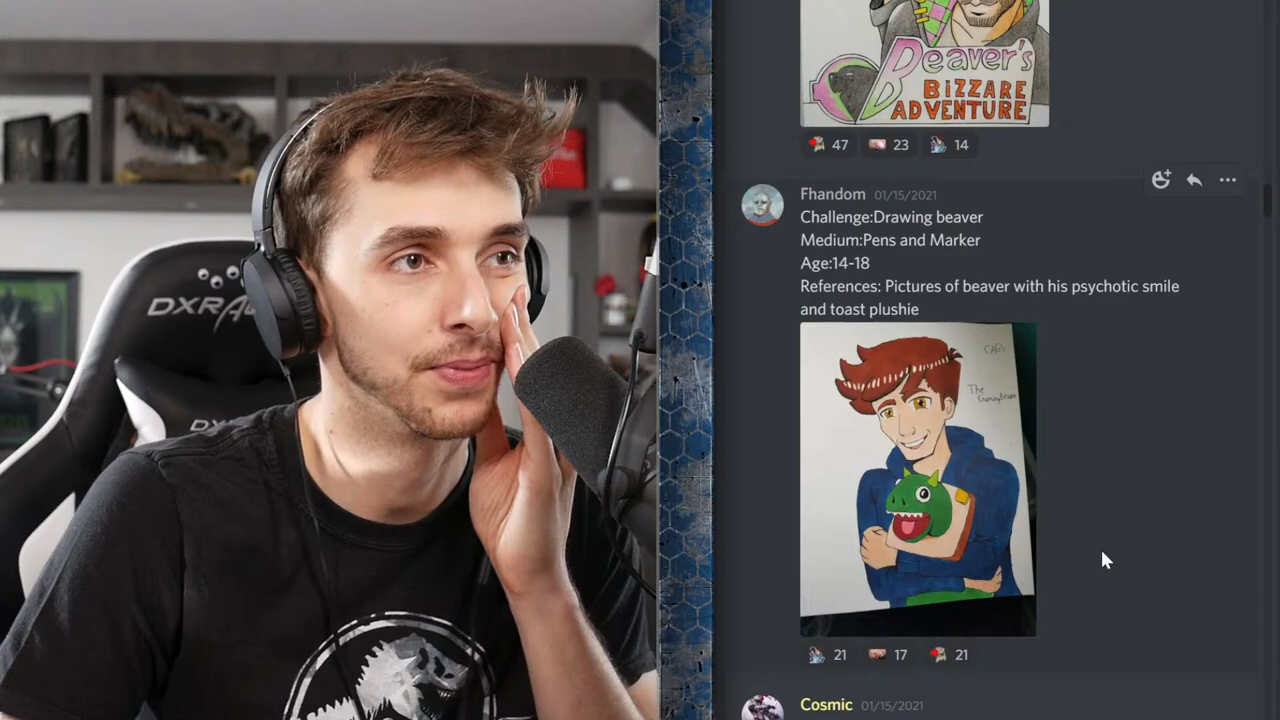 Beaver's
BiZZARE
ADVENTURE
47 23 14
Fhandom 01/15/2021
Challenge:Drawing beaver
Medium:Pens and Marker
Age:14-18
References: Pictures of beaver with his psychotic smile
and toast plushie
CAGS
The
21 17 21
Cosmic 01/15/2021
DXRA
DX